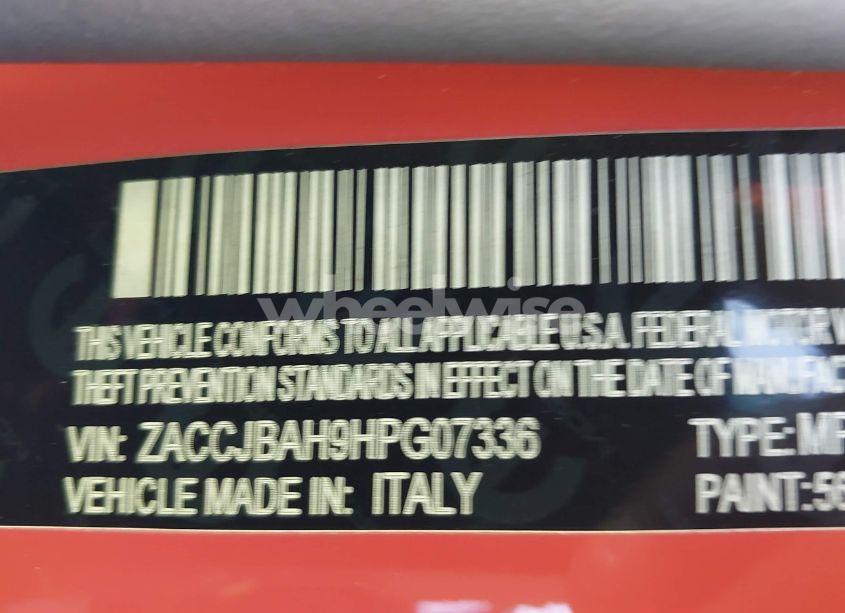 wheelwise
THIS VEHICLE CONFORMS TO ALL APPLICABLE U.S.A. FEDERAL MOTOR
THEFT PREVENTION STANDARDS IN EFFECT ON THE DATE OF
VIN: ZACCJBAH9HPG07336 TYPE:
VEHICLE MADE IN: ITALY PAINT: